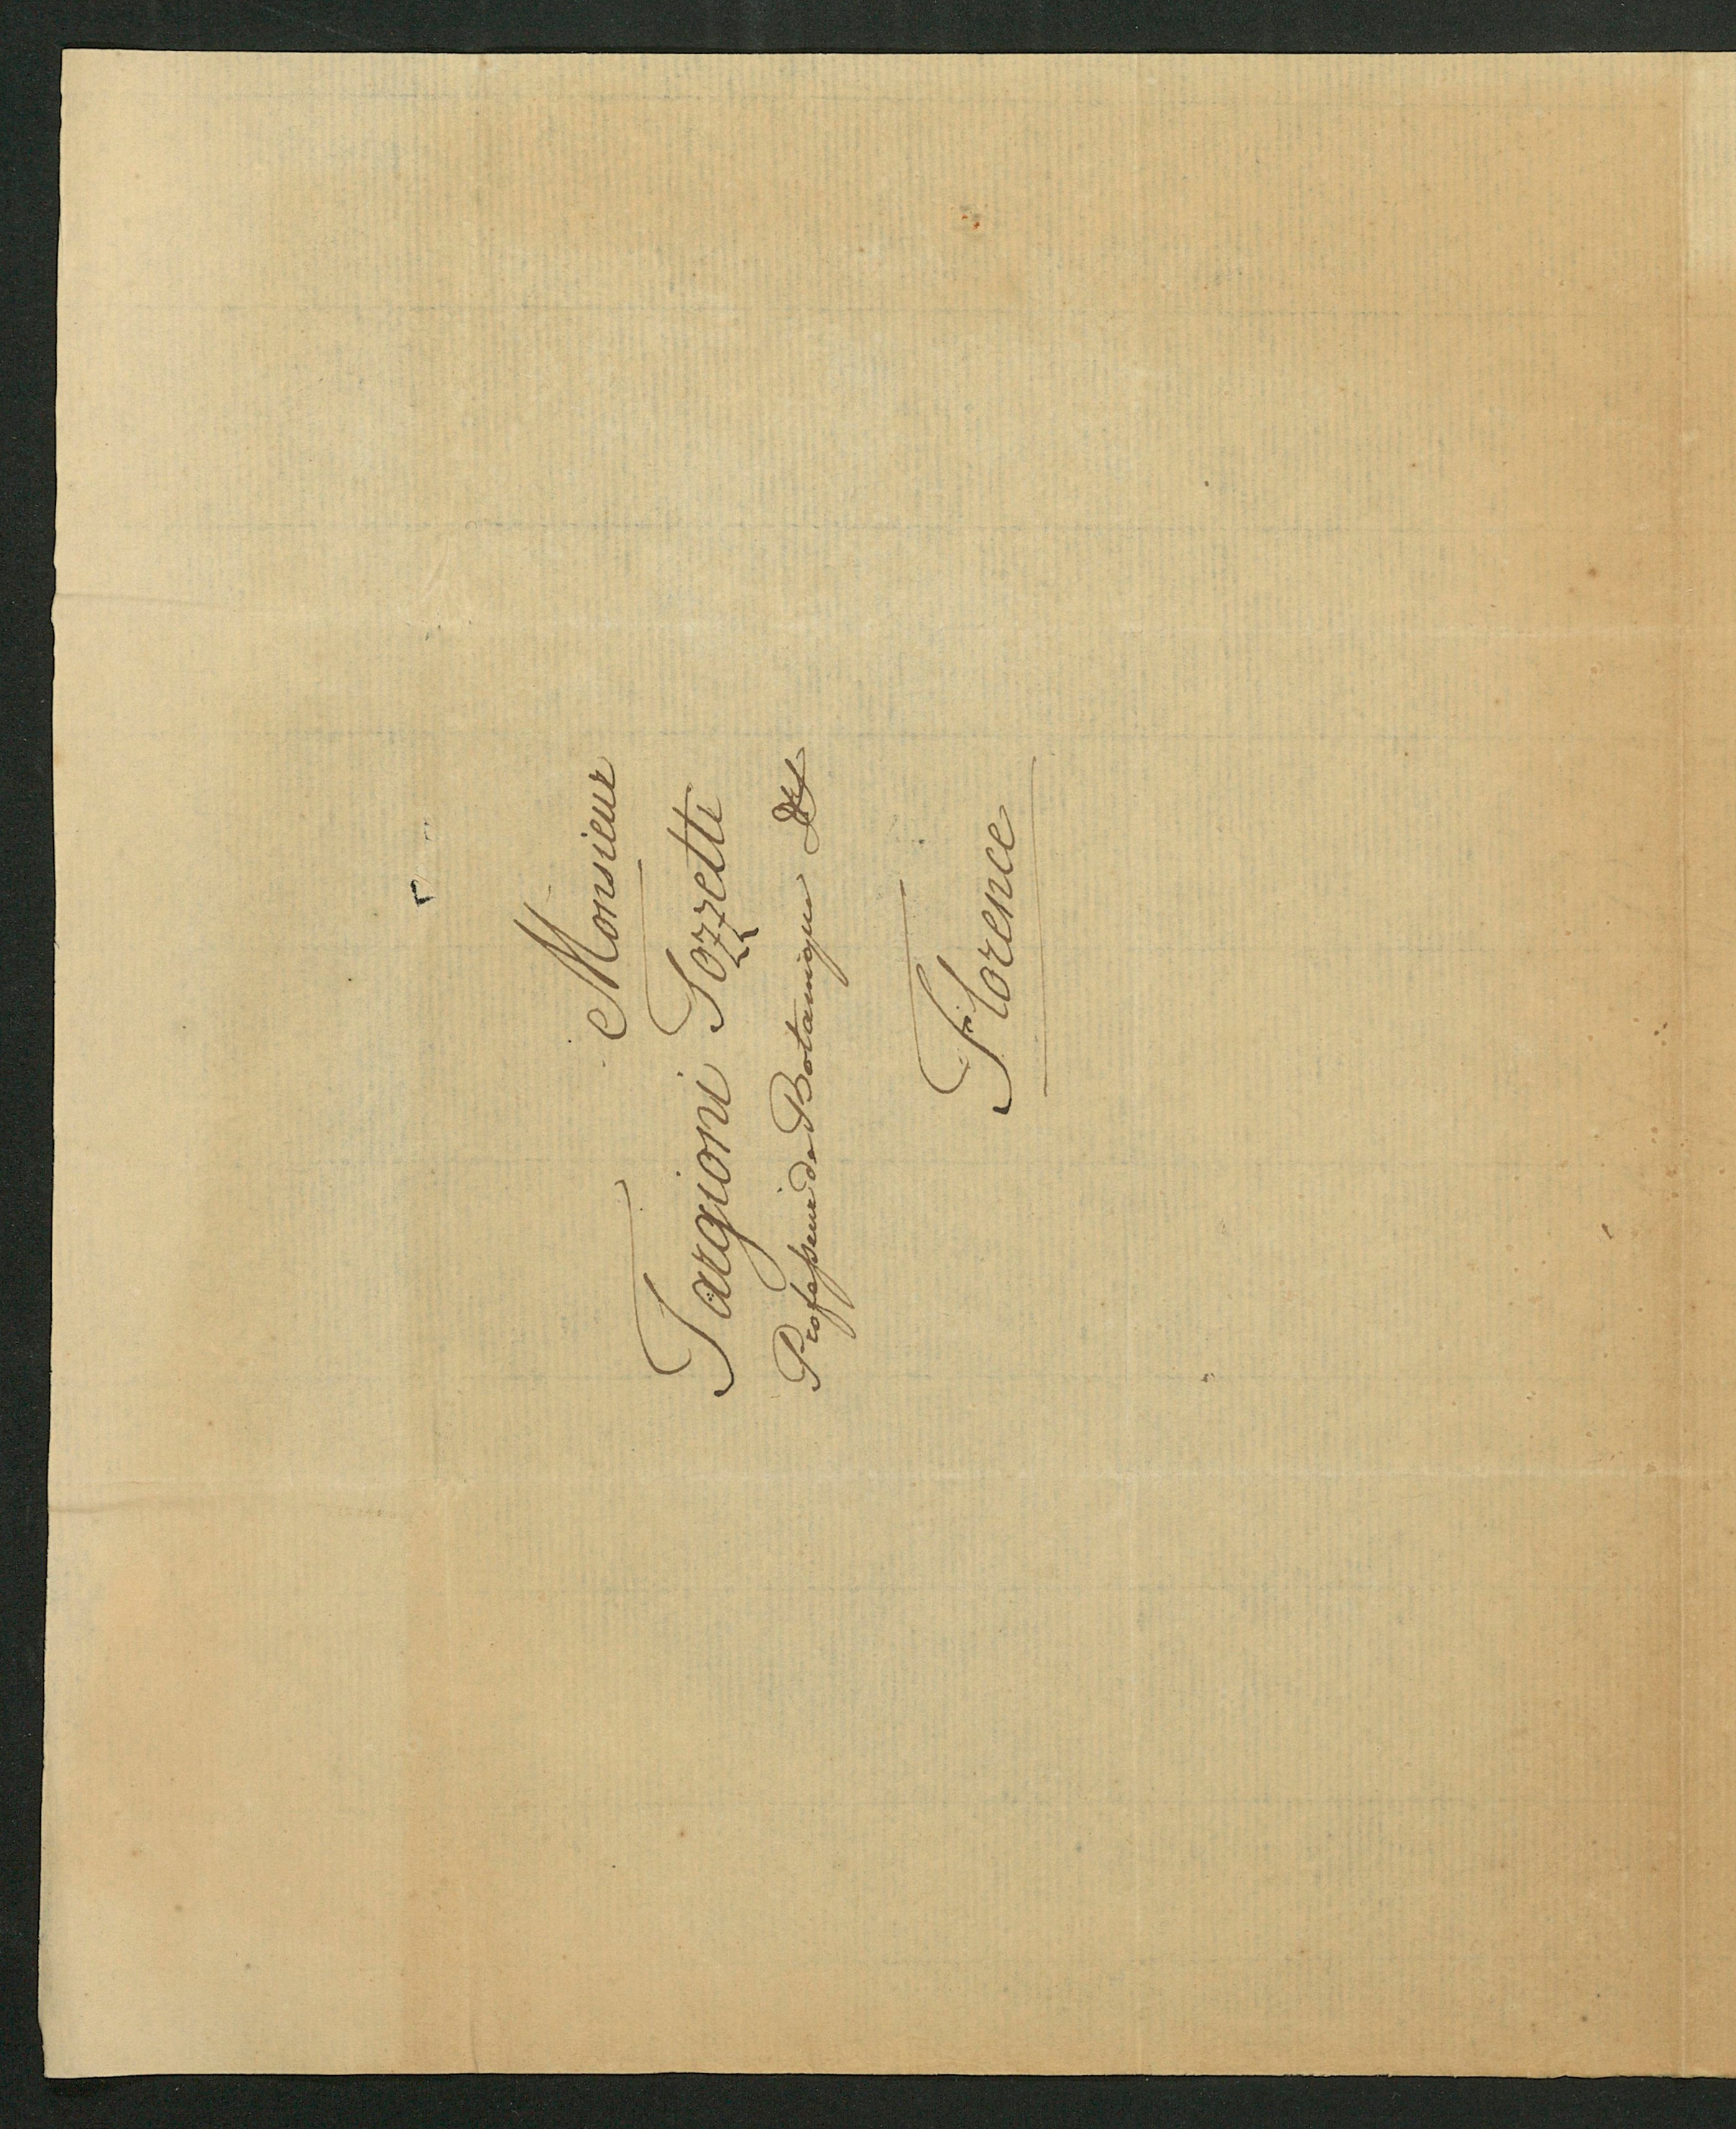 Monsieur
Targioni Tozzetti
Professeur de Botanique &c
Florence